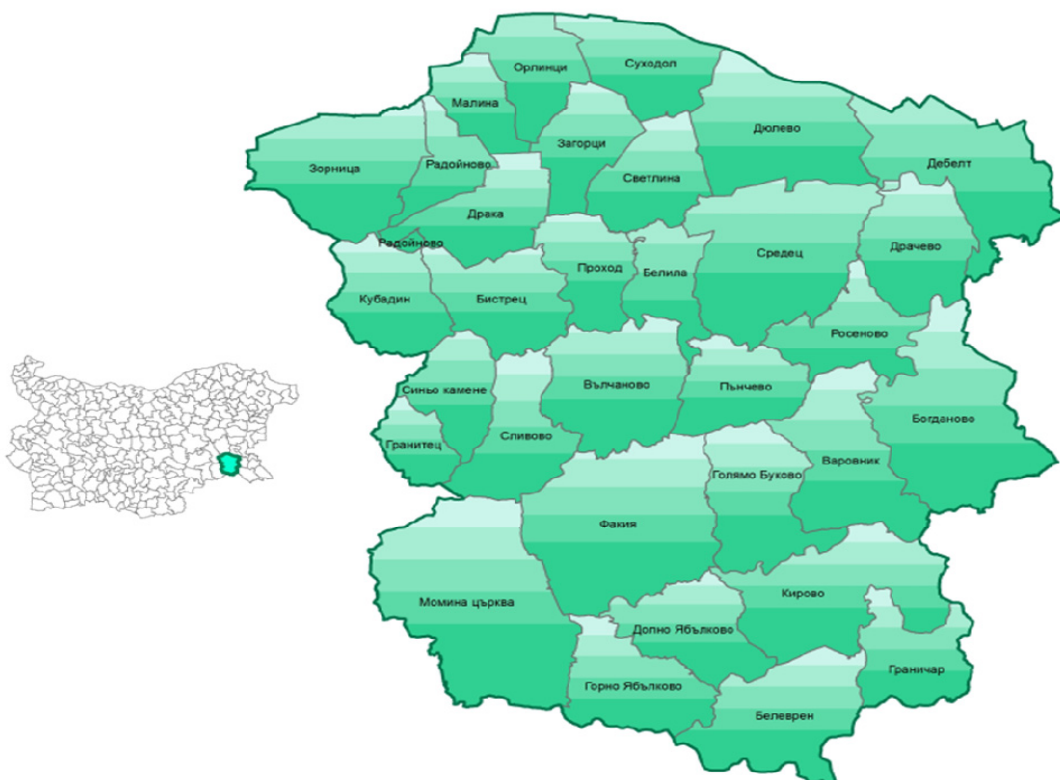 Орлинци
Суходол
Малина
Дюлево
Загорци
Дебелт
Радойново
Зорница
Светлина
Драка
Радойново
Драчево
Средец
Проход
Белила
Кубадин
Бистрец
Росеново
Вълчаново
Пънчево
Синьо камене
Богданово
Сливово
Гранитец
Варовник
Голямо Буково
Факия
Кирово
Момина църква
Допно Ябълково
Граничар
Горно Ябълково
Белеврен